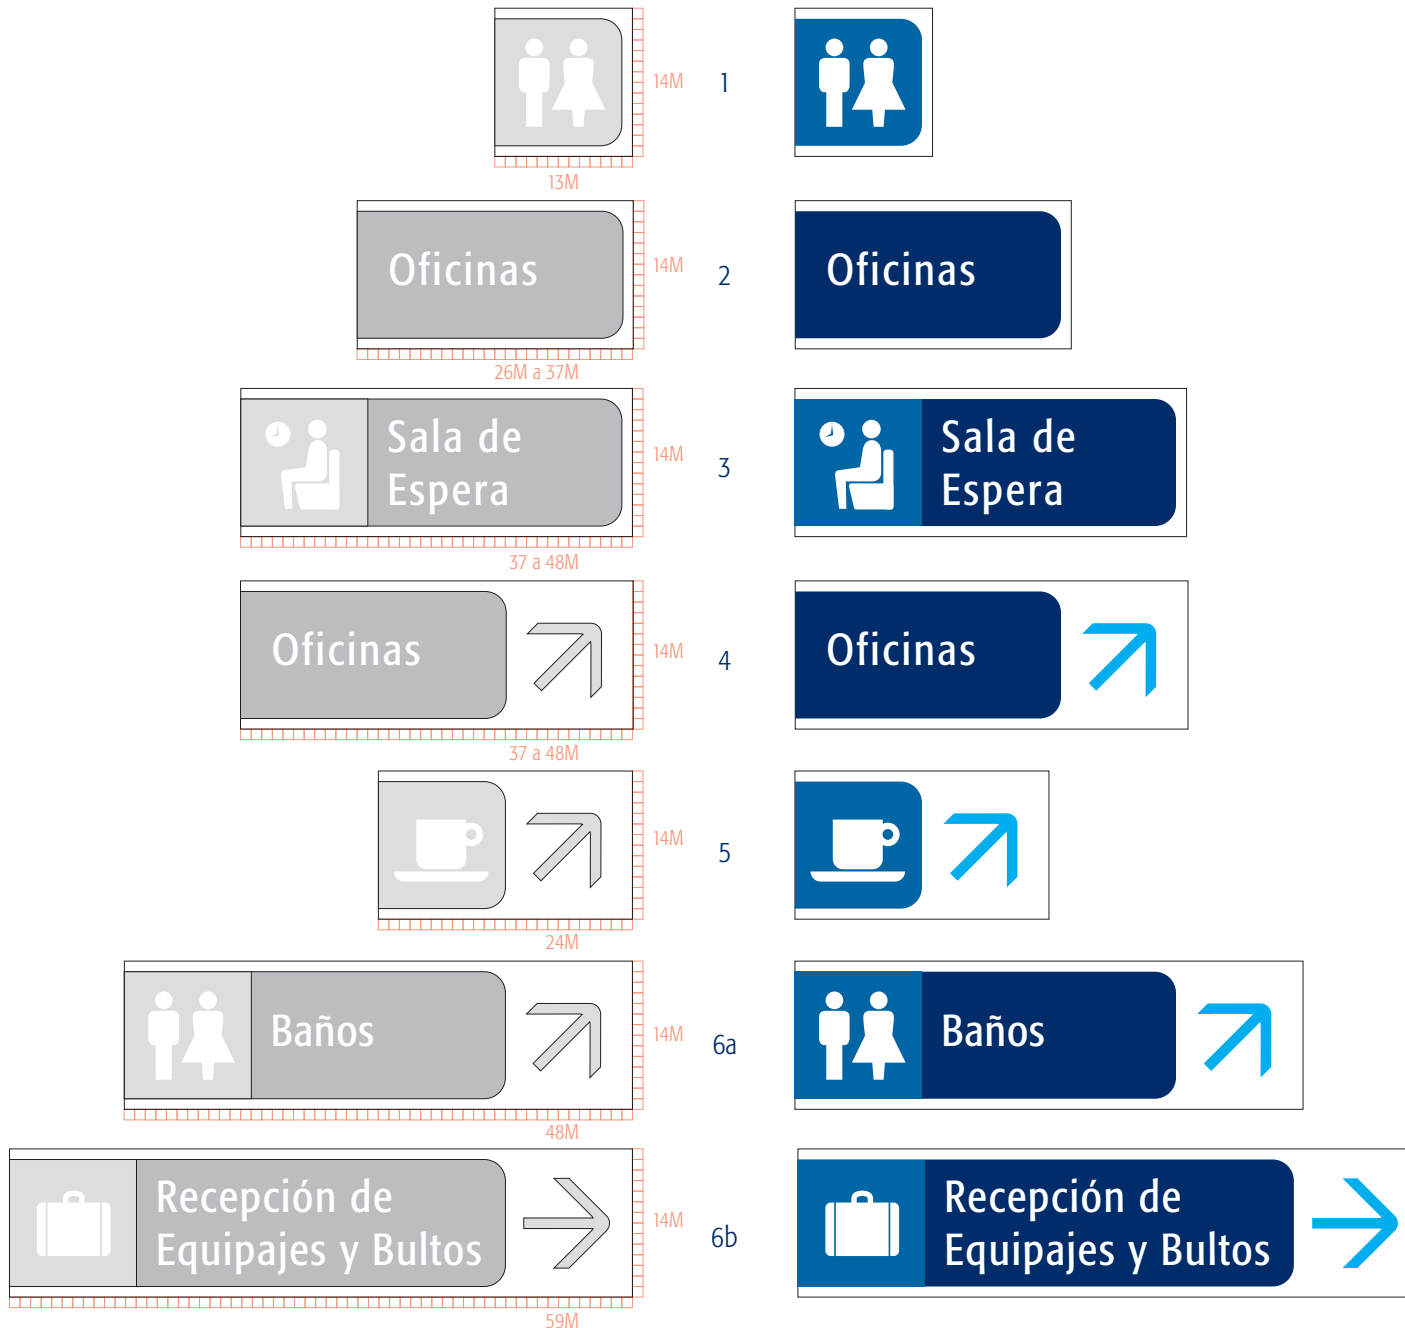 14M
1
13M
Oficinas
14M
2
Oficinas
26M a 37M
Sala de
Espera
14M
3
Sala de
Espera
37 a 48M
Oficinas
14M
4
Oficinas
37 a 48M
14M
5
24M
Baños
14M
6a
Baños
48M
Recepción de
Equipajes y Bultos
14M
6b
Recepción de
Equipajes y Bultos
59M